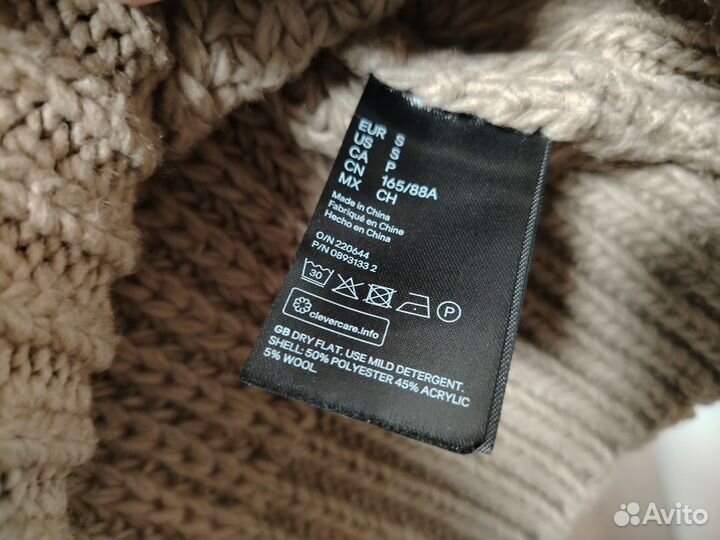 EUR S
US S
CA P
CN 165/88A
MX CH
Made in China
Fabriqué en Chine
Hecho en China
O/N 220644
P/N 0893133 2
30
P
clevercare.info
GB DRY FLAT. USE MILD DETERGENT.
SHELL: 50% POLYESTER 45% ACRYLIC
5% WOOL
Avito